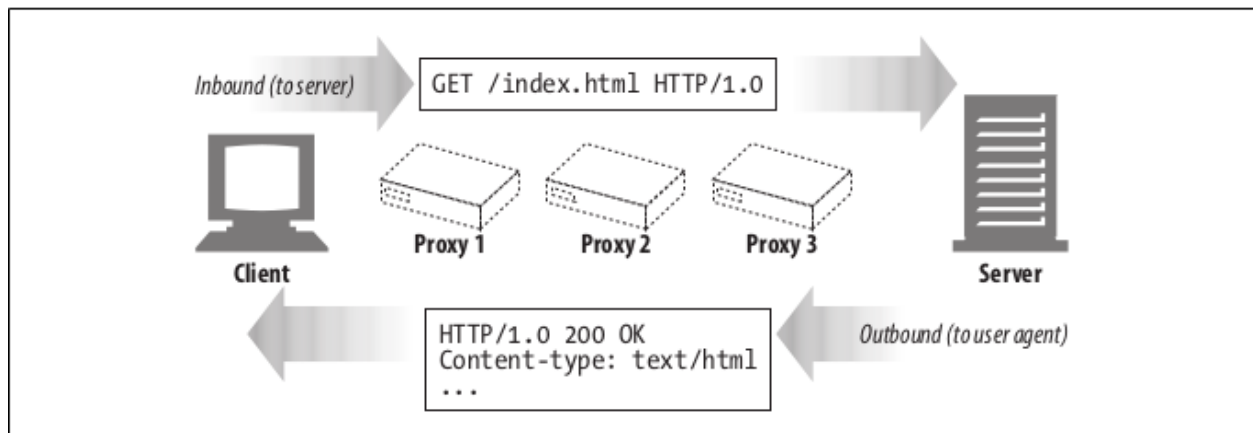 Inbound (to server)
GET /index.html HTTP/1.0
Proxy 1
Proxy 2
Proxy 3
Client
Server
HTTP/1.0 200 OK
Content-type: text/html
...
Outbound (to user agent)